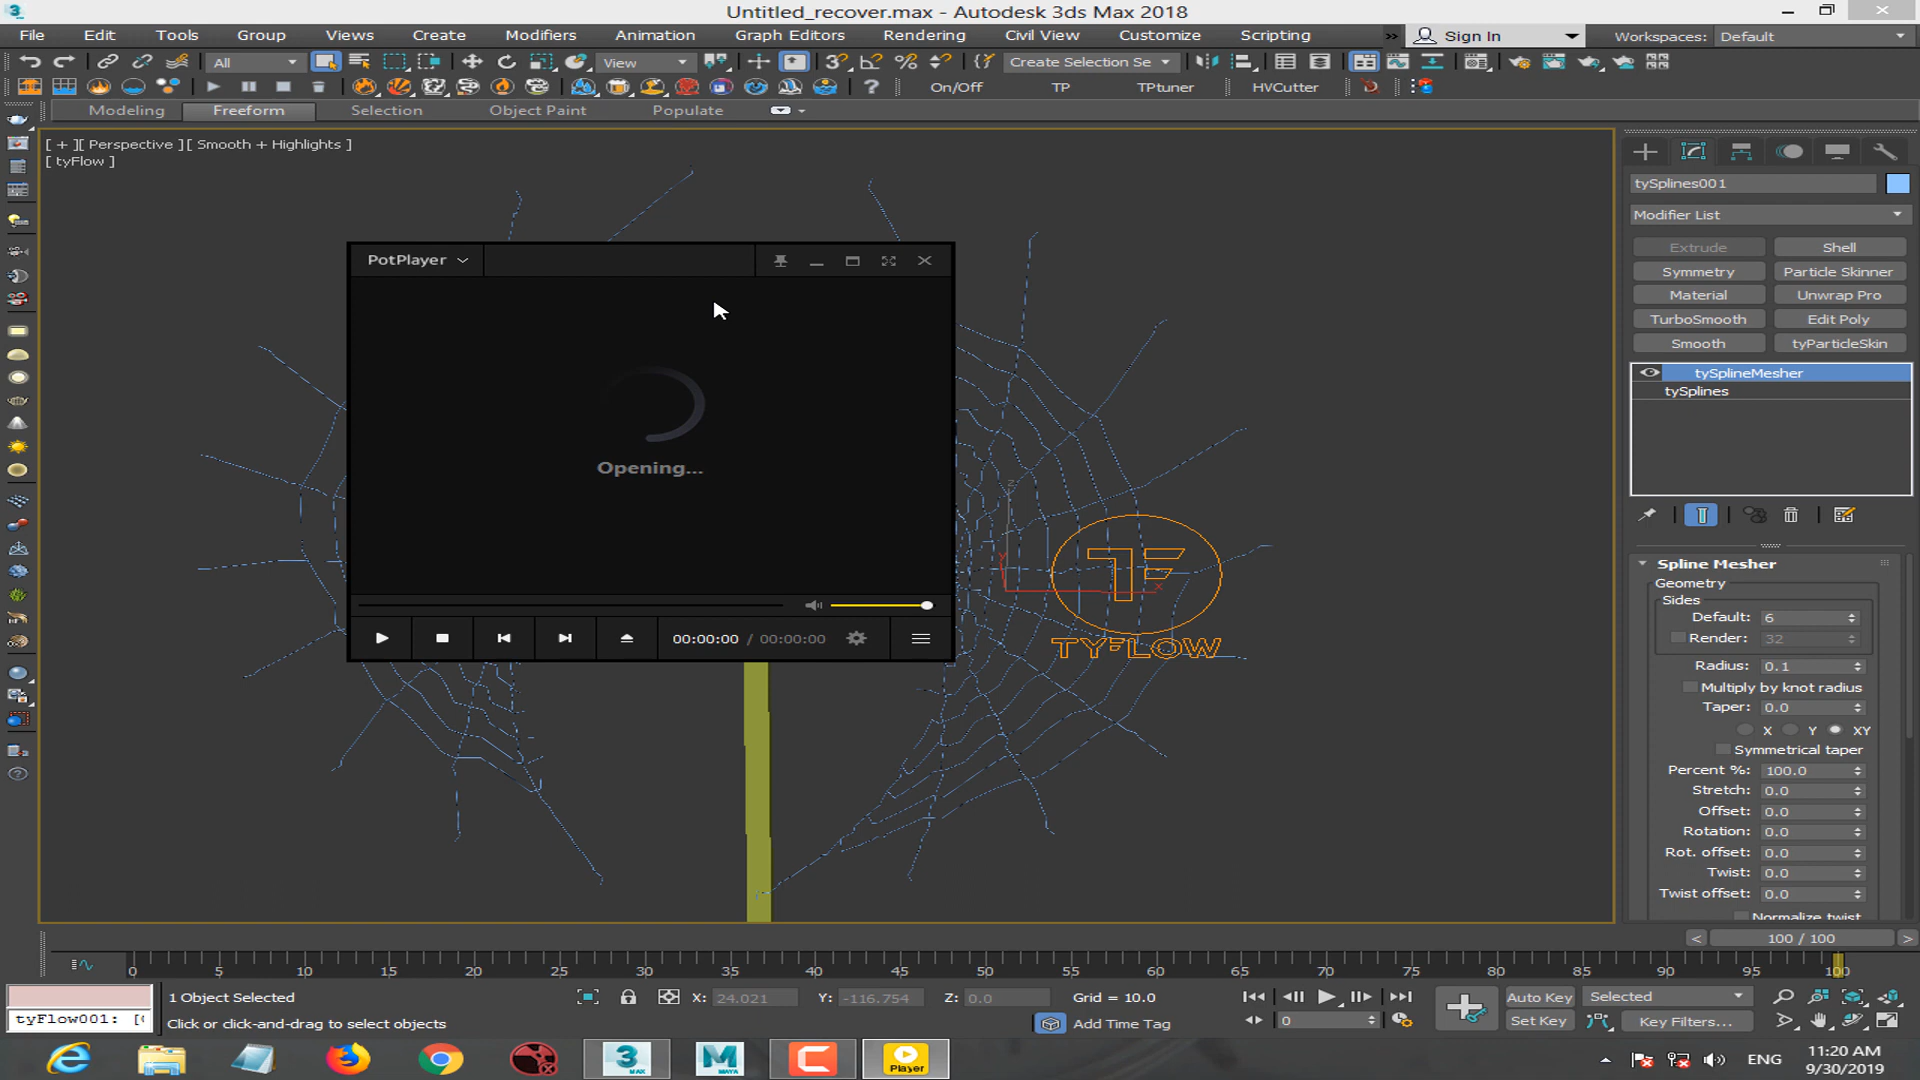 Untitled_recover.max - Autodesk 3ds Max 2018
File Edit Tools Group Views Create Modifiers Animation Graph Editors Rendering Civil View Customize Scripting » Sign In Workspaces: Default
All View Create Selection Se
On/Off TP TPtuner HVCutter
Modeling Freeform Selection Object Paint Populate
[ + ][ Perspective ][ Smooth + Highlights ]
[ tyFlow ]
tySplines001
Modifier List
Extrude Shell
Symmetry Particle Skinner
Material Unwrap Pro
TurboSmooth Edit Poly
Smooth tyParticleSkin
tySplineMesher
tySplines
PotPlayer
Opening...
00:00:00 / 00:00:00
TF
TYFLOW
z
y
x
Spline Mesher
Geometry
Sides
Default: 6
Render: 32
Radius: 0.1
Multiply by knot radius
Taper: 0.0
X Y XY
Symmetrical taper
Percent %: 100.0
Stretch: 0.0
Offset: 0.0
Rotation: 0.0
Rot. offset: 0.0
Twist: 0.0
Twist offset: 0.0
Normalize twist
< 100 / 100 >
0 5 10 15 20 25 30 35 40 45 50 55 60 65 70 75 80 85 90 95 100
1 Object Selected X: 24.021 Y: -116.754 Z: 0.0 Grid = 10.0 Auto Key Selected
tyFlow001: Click or click-and-drag to select objects Add Time Tag 0 Set Key Key Filters...
3 MAX M MAYA C Player ENG 11:20 AM
9/30/2019